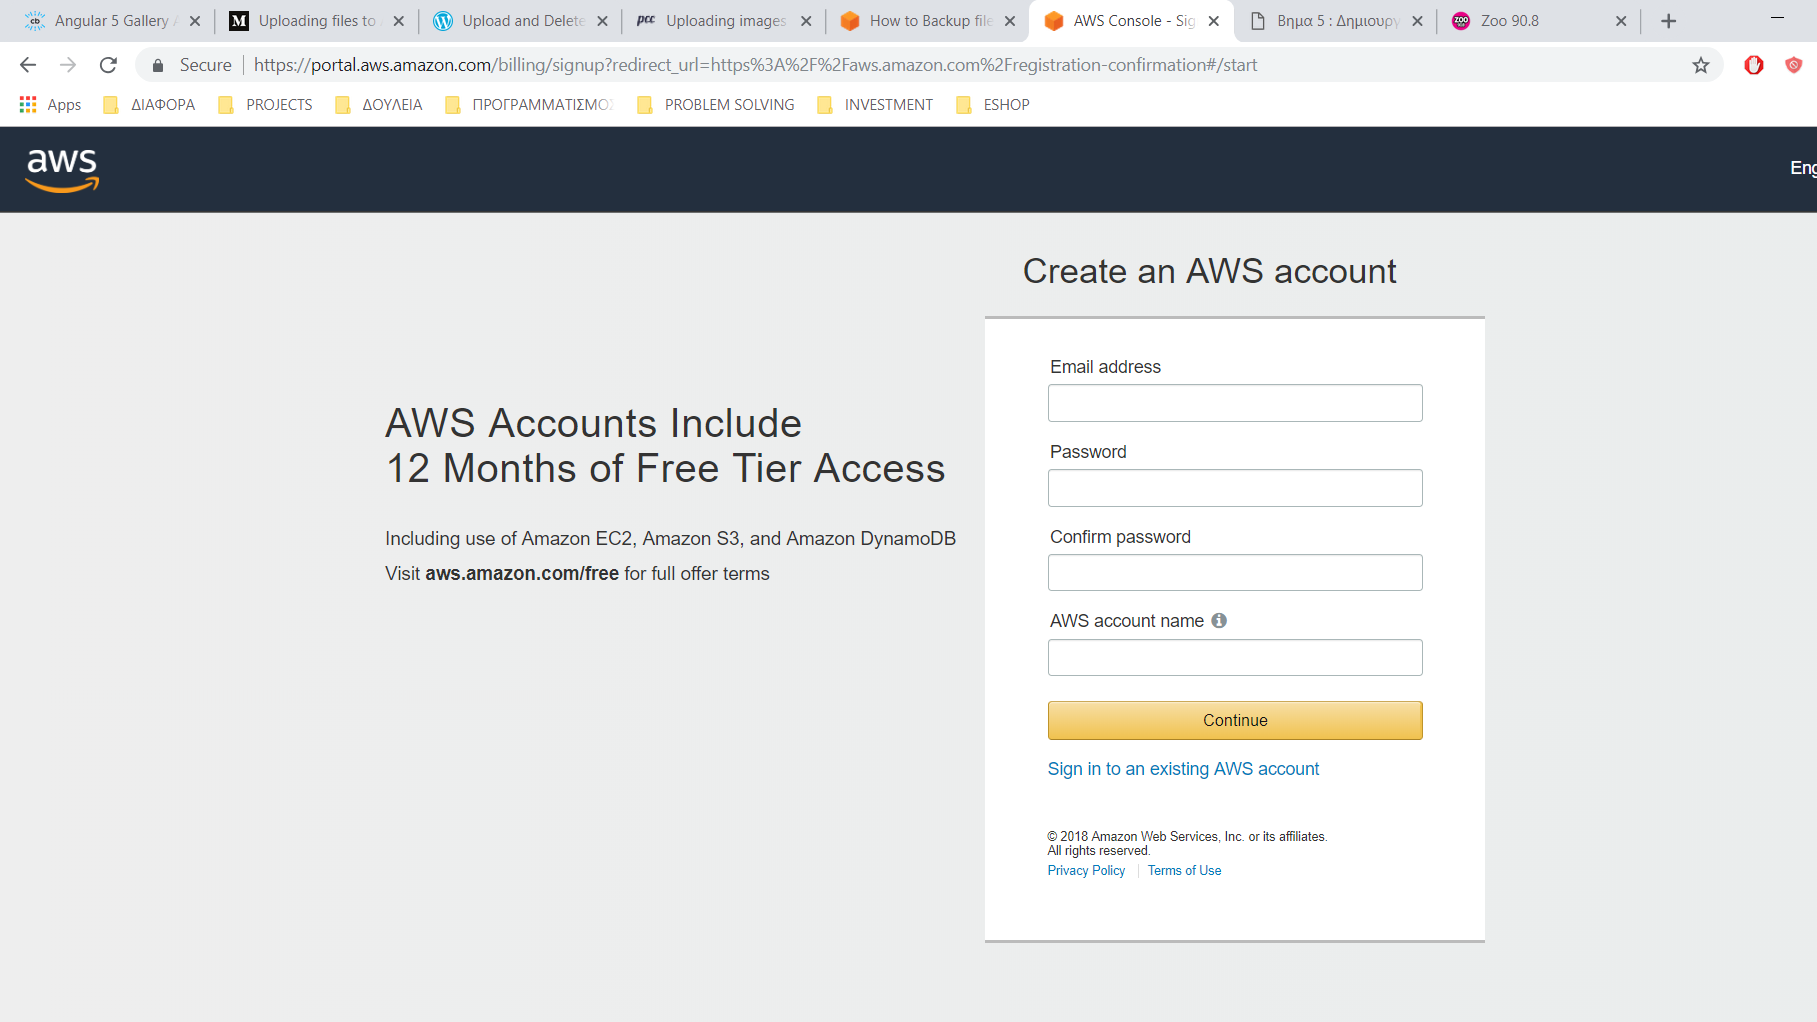 Angular 5 Gallery
Uploading files to
Upload and Delete
pcc Uploading images
How to Backup file
AWS Console - Sig
Βημα 5 : Δημιουργ
Zoo 90.8
Secure https://portal.aws.amazon.com/billing/signup?redirect_url=https%3A%2F%2Faws.amazon.com%2Fregistration-confirmation#/start
Apps ΔΙΑΦΟΡΑ PROJECTS ΔΟΥΛΕΙΑ ΠΡΟΓΡΑΜΜΑΤΙΣΜΟ PROBLEM SOLVING INVESTMENT ESHOP
aws
Eng
Create an AWS account
AWS Accounts Include
12 Months of Free Tier Access
Including use of Amazon EC2, Amazon S3, and Amazon DynamoDB
Visit aws.amazon.com/free for full offer terms
Email address
Password
Confirm password
AWS account name
Continue
Sign in to an existing AWS account
© 2018 Amazon Web Services, Inc. or its affiliates.
All rights reserved.
Privacy Policy Terms of Use